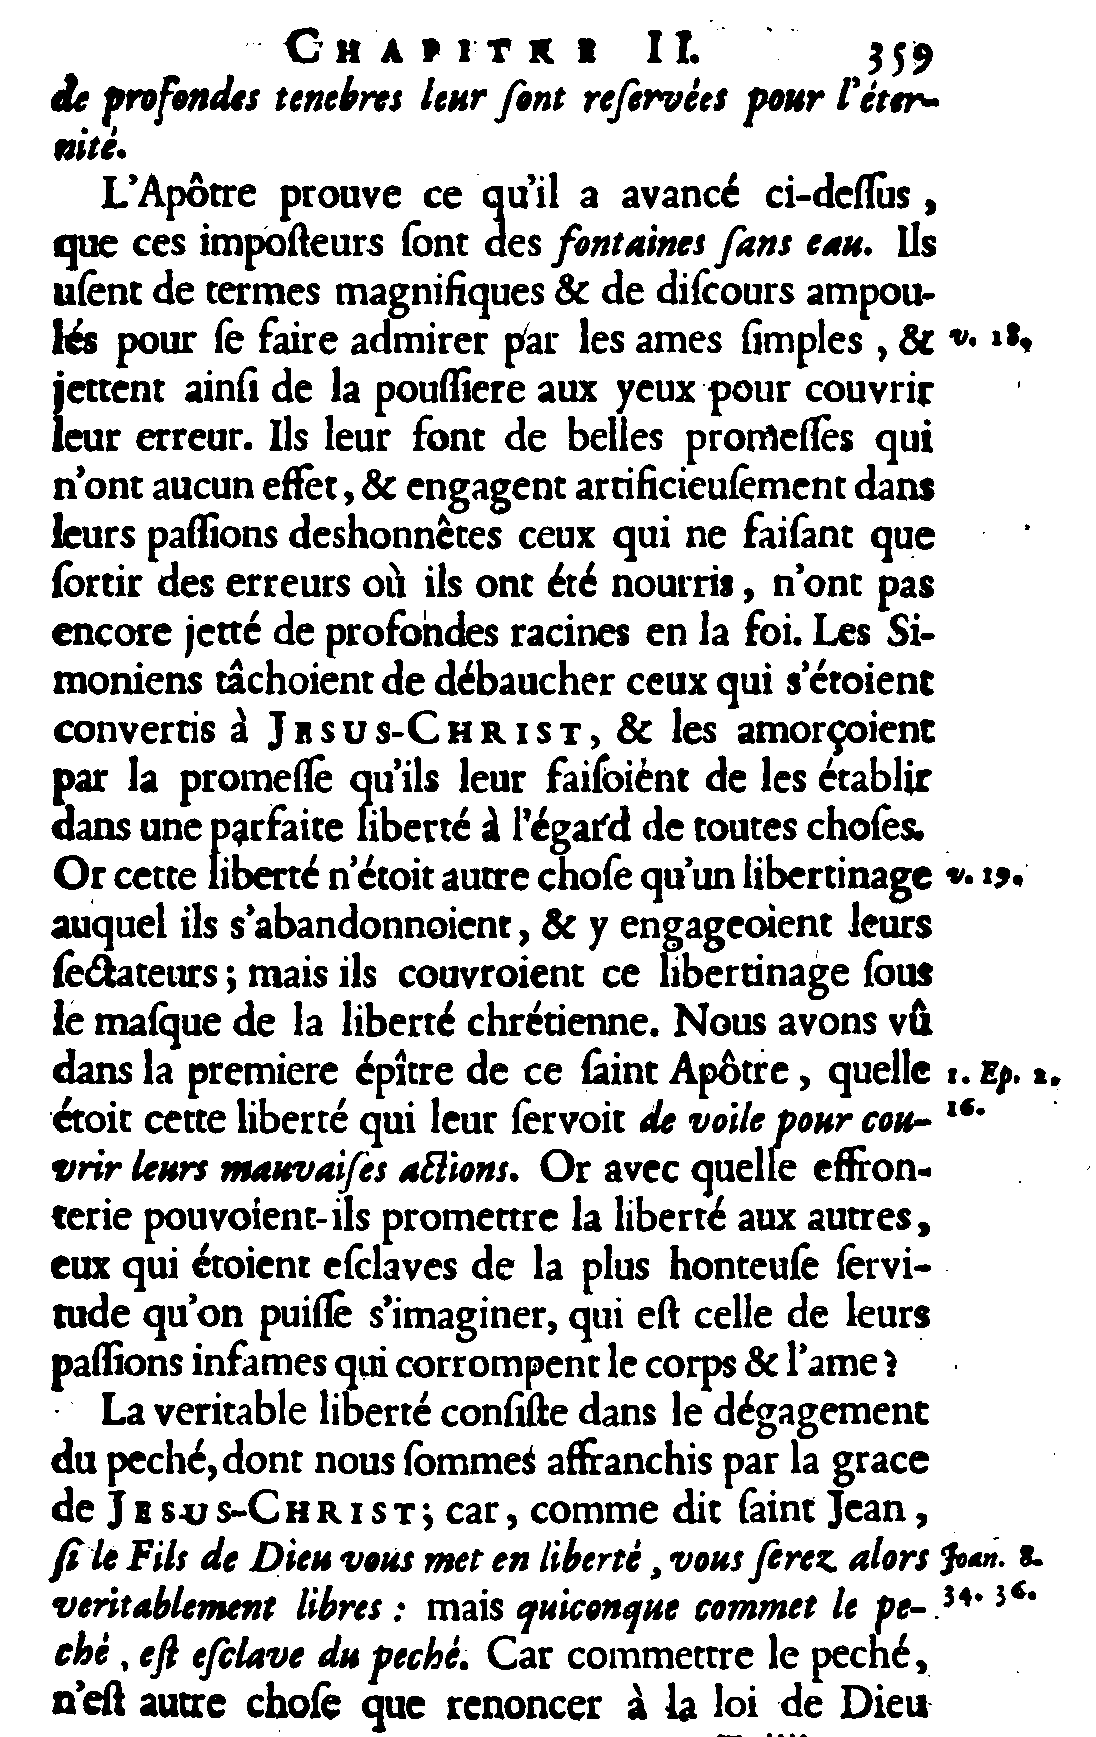 CHAPITRE II. 359
de profondes tenebres leur ſont reſervées pour l'éter-
nité.
L'Apôtre prouve ce qu'il a avancé ci-deſſus,
que ces impoſteurs ſont des fontaines ſans eau. Ils
uſent de termes magnifiques & de diſcours ampou-
lés pour ſe faire admirer par les ames ſimples, & v. 18.
jettent ainſi de la pouſſiere aux yeux pour couvrir
leur erreur. Ils leur font de belles promeſſes qui
n'ont aucun effet, & engagent artificieuſement dans
leurs paſſions deshonnêtes ceux qui ne faiſant que
ſortir des erreurs où ils ont été nourris, n'ont pas
encore jetté de profondes racines en la foi. Les Si-
moniens tâchoient de débaucher ceux qui s'étoient
convertis à JESUS-CHRIST, & les amorçoient
par la promeſſe qu'ils leur faiſoient de les établir
dans une parfaite liberté à l'égard de toutes choſes.
Or cette liberté n'étoit autre choſe qu'un libertinage v. 19.
auquel ils s'abandonnoient, & y engageoient leurs
ſectateurs; mais ils couvroient ce libertinage ſous
le maſque de la liberté chrétienne. Nous avons vû
dans la premiere épître de ce ſaint Apôtre, quelle 1. Ep. 2.
étoit cette liberté qui leur ſervoit de voile pour cou- 16.
vrir leurs mauvaiſes actions. Or avec quelle effron-
terie pouvoient-ils promettre la liberté aux autres,
eux qui étoient eſclaves de la plus honteuſe ſervi-
tude qu'on puiſſe s'imaginer, qui eſt celle de leurs
paſſions infames qui corrompent le corps & l'ame?
La veritable liberté conſiſte dans le dégagement
du peché, dont nous ſommes affranchis par la grace
de JESUS-CHRIST; car, comme dit ſaint Jean,
ſi le Fils de Dieu vous met en liberté, vous ſerez alors Joan. 8.
veritablement libres: mais quiconque commet le pe- 34. 36.
ché, eſt eſclave du peché. Car commettre le peché,
n'eſt autre choſe que renoncer à la loi de Dieu